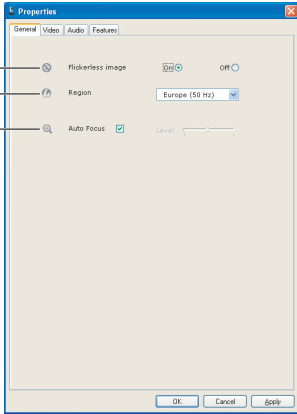 Properties
General Video Audio Features
Flickerless image On Off
Region Europe (50 Hz)
Auto Focus Level
OK Cancel Apply